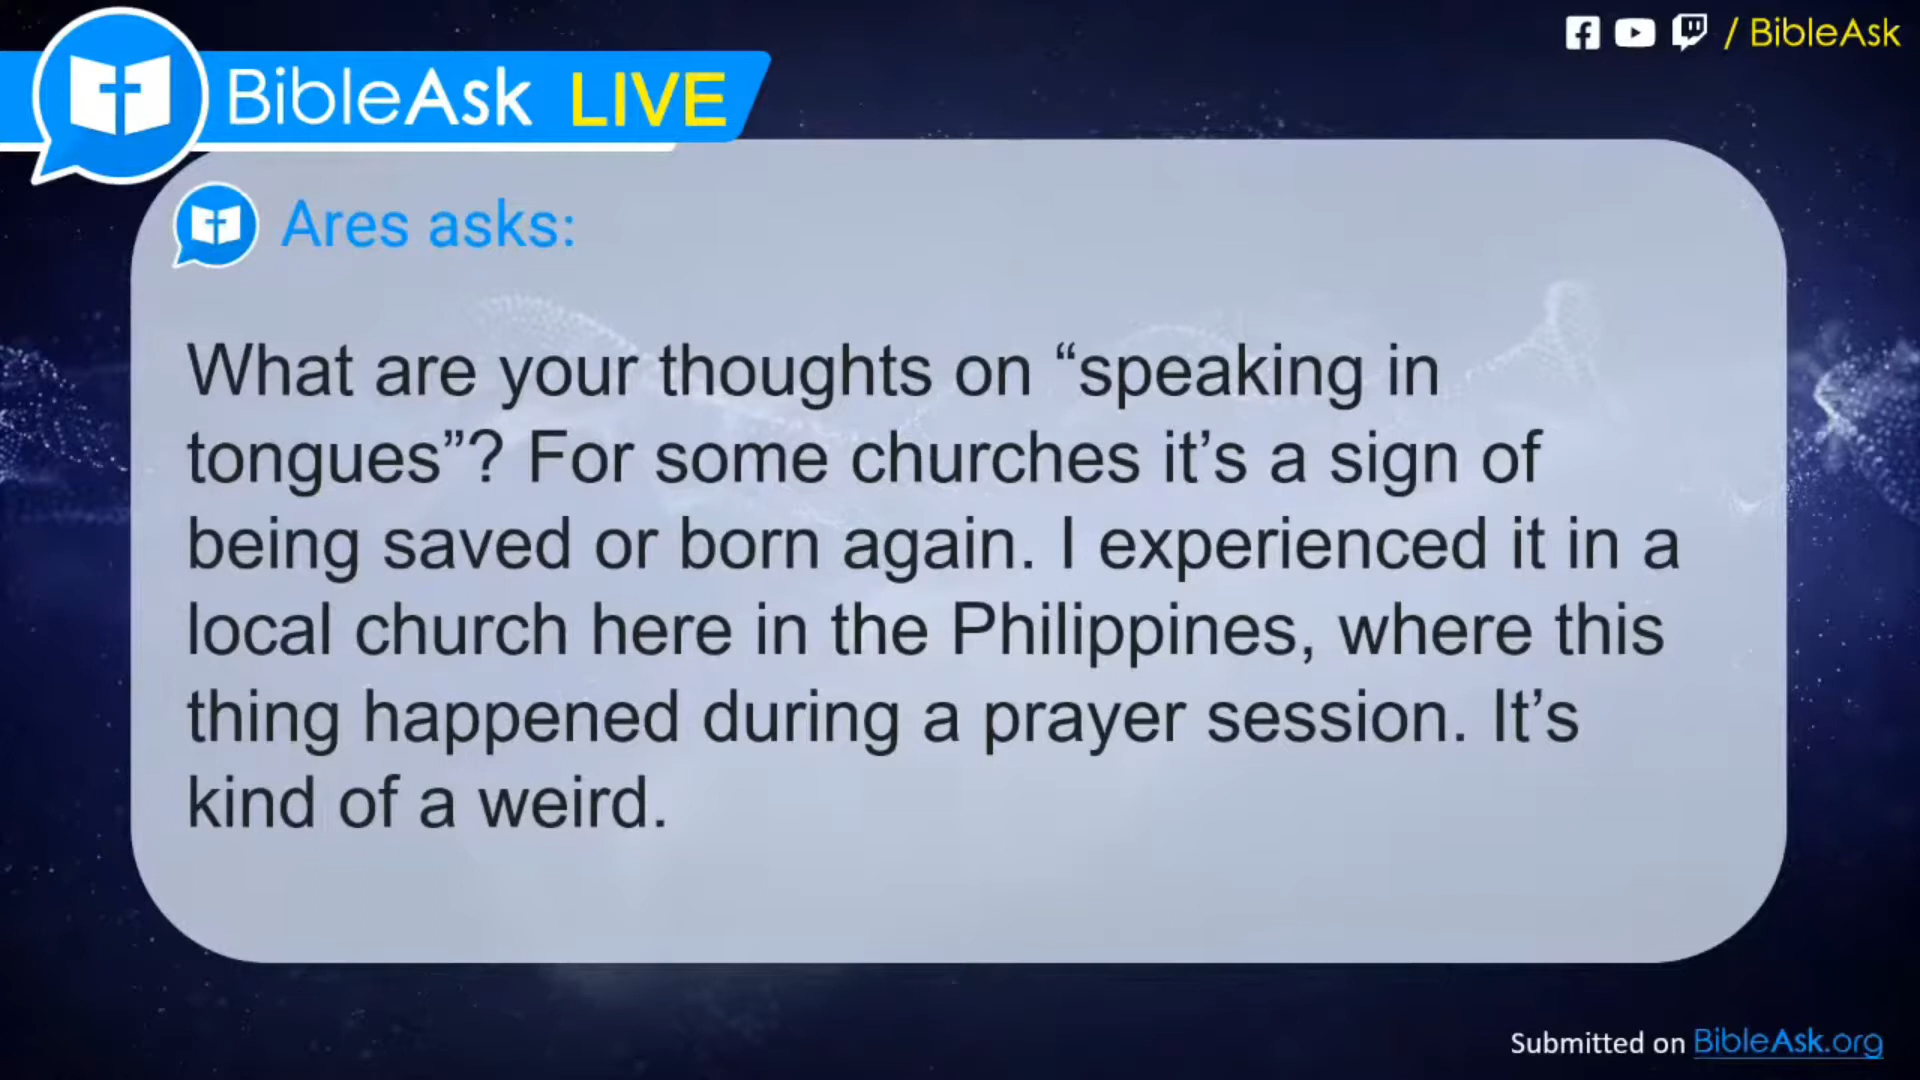 / BibleAsk
BibleAsk LIVE
Ares asks:
What are your thoughts on “speaking in
tongues”? For some churches it’s a sign of
being saved or born again. I experienced it in a
local church here in the Philippines, where this
thing happened during a prayer session. It’s
kind of a weird.
Submitted on BibleAsk.org